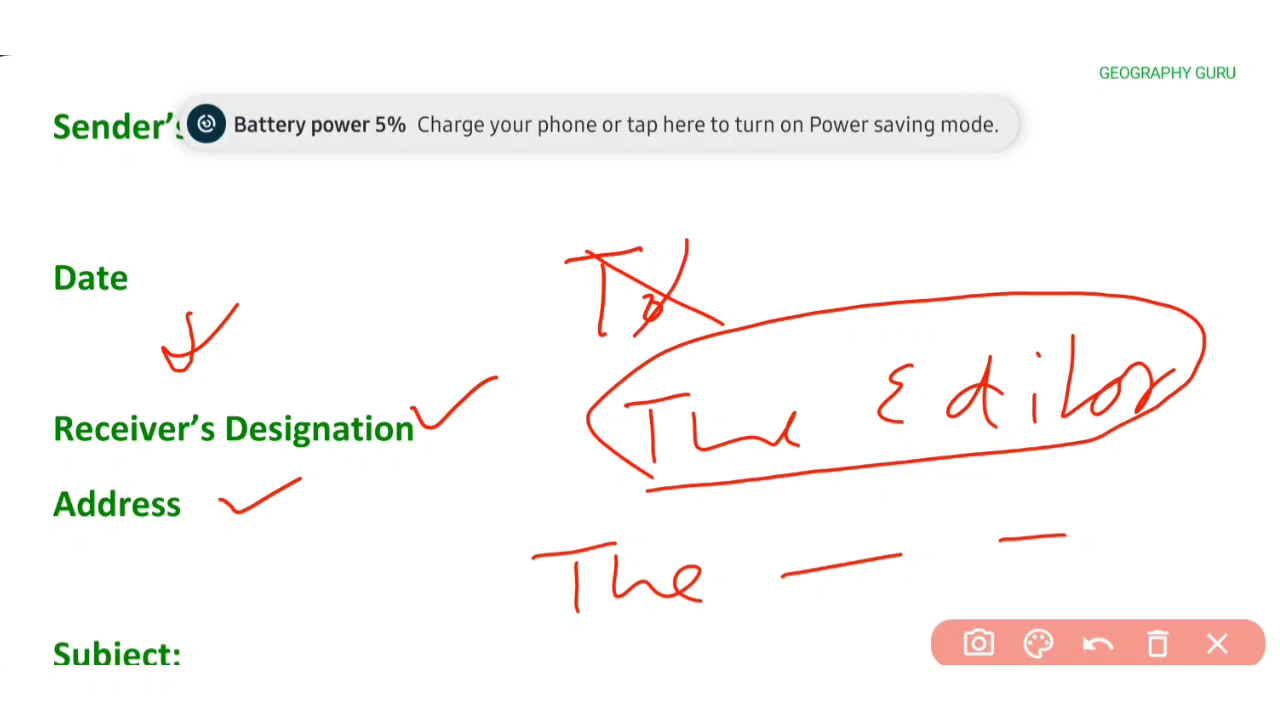 GEOGRAPHY GURU
Sender's
Battery power 5% Charge your phone or tap here to turn on Power saving mode.
Date
To
Receiver's Designation
The Editor
Address
The
Subject: